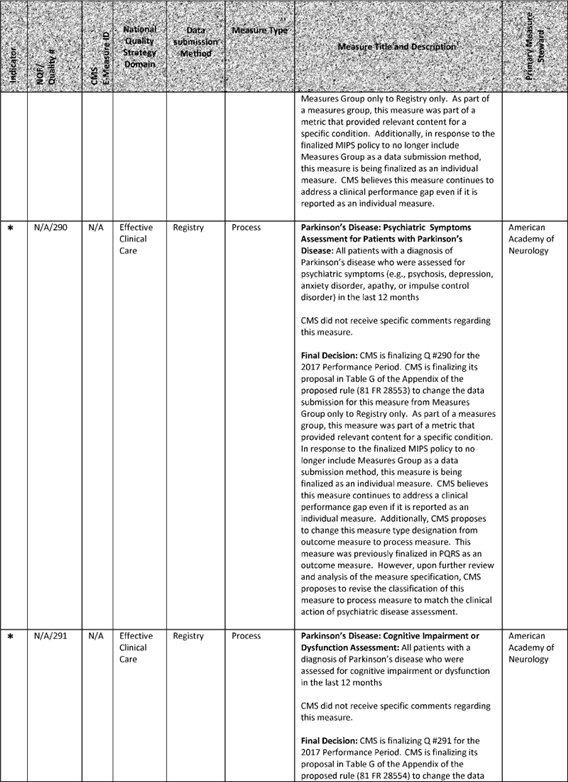 Indicator
NQF/
Quality #
CMS
E-Measure ID
National
Quality
Strategy
Domain
Data
submission
Method
Measure Type
Measure Title and Description
Primary Measure
Steward
Measures Group only to Registry only.  As part of
a measures group, this measure was part of a
metric that provided relevant content for a
specific condition.  Additionally, in response to the
finalized MIPS policy to no longer include
Measures Group as a data submission method,
this measure is being finalized as an individual
measure.  CMS believes this measure continues to
address a clinical performance gap even if it is
reported as an individual measure.
*
N/A/290
N/A
Effective
Clinical
Care
Registry
Process
Parkinson's Disease: Psychiatric Symptoms
Assessment for Patients with Parkinson's
Disease: All patients with a diagnosis of
Parkinson's disease who were assessed for
psychiatric symptoms (e.g., psychosis, depression,
anxiety disorder, apathy, or impulse control
disorder) in the last 12 months
CMS did not receive specific comments regarding
this measure.
Final Decision: CMS is finalizing Q #290 for the
2017 Performance Period. CMS is finalizing its
proposal in Table G of the Appendix of the
proposed rule (81 FR 28553) to change the data
submission for this measure from Measures
Group only to Registry only.  As part of a measures
group, this measure was part of a metric that
provided relevant content for a specific condition.
In response to the finalized MIPS policy to no
longer include Measures Group as a data
submission method, this measure is being
finalized as an individual measure.  CMS believes
this measure continues to address a clinical
performance gap even if it is reported as an
individual measure.  Additionally, CMS proposes
to change this measure type designation from
outcome measure to process measure.  This
measure was previously finalized in PQRS as an
outcome measure.  However, upon further review
and analysis of the measure specification, CMS
proposes to revise the classification of this
measure to process measure to match the clinical
action of psychiatric disease assessment.
American
Academy of
Neurology
*
N/A/291
N/A
Effective
Clinical
Care
Registry
Process
Parkinson's Disease: Cognitive Impairment or
Dysfunction Assessment: All patients with a
diagnosis of Parkinson's disease who were
assessed for cognitive impairment or dysfunction
in the last 12 months
CMS did not receive specific comments regarding
this measure.
Final Decision: CMS is finalizing Q #291 for the
2017 Performance Period. CMS is finalizing its
proposal in Table G of the Appendix of the
proposed rule (81 FR 28554) to change the data
American
Academy of
Neurology